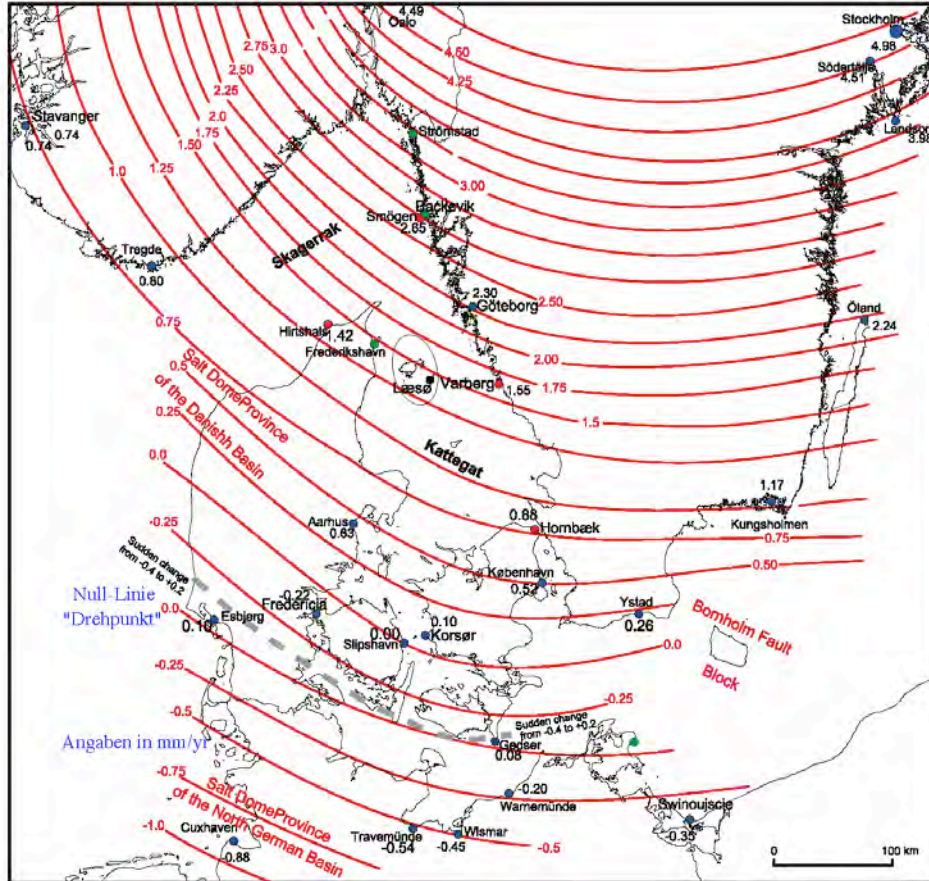 4.49
Oslo
Stockholm
4.98
Södertälje
4.51
Landsort
3.98
2.75
3.0
2.50
2.25
2.0
1.75
1.50
1.25
1.0
4.50
4.25
Stavanger
0.74
0.74
Strömstad
3.00
Backevik
Smögen
2.65
Skagerrak
Tregde
0.80
2.30
Göteborg
2.50
Öland
2.24
Hirtshals
1.42
Frederikshavn
0.75
2.00
Læsø
Varberg
1.55
1.75
1.5
0.5
0.25
0.0
-0.25
Salt DomeProvince
of the Danishh Basin
Kattegat
1.17
Kungsholmen
Aarhus
0.63
0.88
Hornbæk
0.75
0.50
København
0.52
Sudden change
from -0.4 to +0.2
Null-Linie
"Drehpunkt"
0.0
0.10
Esbjerg
-0.22
Fredericia
0.00
Slipshavn
0.10
Korsør
Ystad
0.26
0.0
Bornholm Fault
Block
-0.25
-0.25
-0.5
-0.75
-1.0
Angaben in mm/yr
Sudden change
from -0.4 to +0.2
Gedser
0.08
-0.20
Warnemünde
Swinoujscie
-0.35
Salt DomeProvince
of the North German Basin
Cuxhaven
-0.88
Travemünde
-0.54
Wismar
-0.45
-0.5
0
100 km